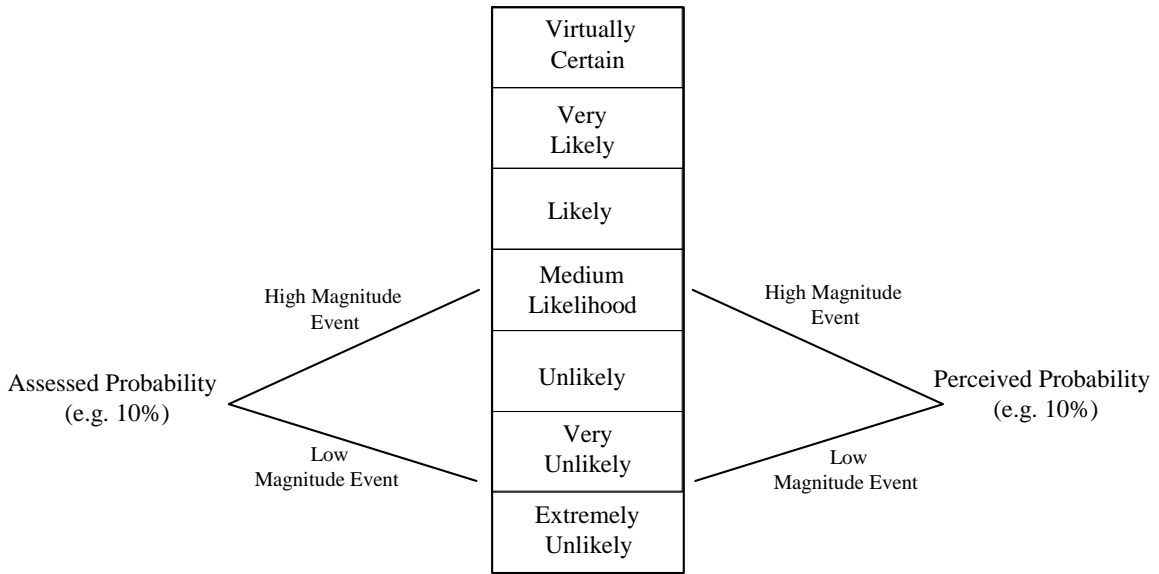 Virtually
Certain
Very
Likely
Likely
Medium
Likelihood
Unlikely
Very
Unlikely
Extremely
Unlikely
High Magnitude
Event
Assessed Probability
(e.g. 10%)
Low
Magnitude Event
High Magnitude
Event
Perceived Probability
(e.g. 10%)
Low
Magnitude Event